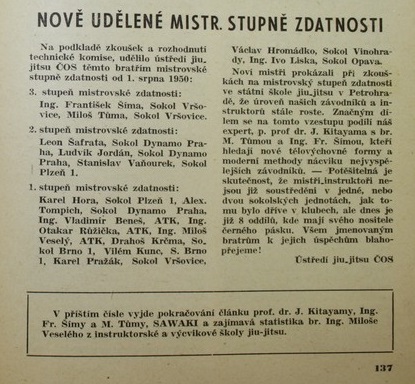 NOVĚ UDĚLENÉ MISTR. STUPNĚ ZDATNOSTI
Na podkladě zkoušek a rozhodnutí
technické komise, udělilo ústředí jiu-
jitsu ČOS těmto bratřím mistrovské
stupně zdatnosti od 1. srpna 1950:
3. stupeň mistrovské zdatnosti:
Ing. František Šíma, Sokol Vršo-
vice, Miloš Tůma, Sokol Vršovice.
2. stupeň mistrovské zdatnosti:
Leon Šafrata, Sokol Dynamo Pra-
ha, Ludvík Jordán, Sokol Dynamo
Praha, Stanislav Vaňourek, Sokol
Plzeň 1.
1. stupeň mistrovské zdatnosti:
Karel Hora, Sokol Plzeň 1, Alex.
Tompich, Sokol Dynamo Praha,
Ing. Vladimír Beneš, ATK, Ing.
Otakar Růžička, ATK, Ing. Miloš
Veselý, ATK, Drahoš Krčma, So-
kol Brno 1, Vilém Kunc, S. Brno
1, Karel Pražák, Sokol Vršovice,
Václav Hromádko, Sokol Vinohra-
dy, Ing. Ivo Liska, Sokol Opava.
Noví mistři prokázali při zkouš-
kách na mistrovský stupeň zdatnosti
ve státní škole jiu-jitsu v Petrohra-
dě, že úroveň našich závodníků a in-
struktorů stále roste. Značným dí-
lem se na tomto vzestupu podílí náš
expert, p. prof dr. J. Kitayama s br.
M. Tůmou a Ing. Fr. Šímou, kteří
hledají nové tělovýchovné formy a
moderní methody nácviku nejvyspě-
lejších závodníků. — Potěšitelná je
skutečnost, že mistři-instruktoři ne-
jsou již soustředěni v jedné, nebo
dvou sokolských jednotách, jak to-
mu bylo dříve v klubech, ale dnes je
již 8 oddílů, kde mají svého nositele
černého pásku. Všem jmenovaným
bratrům k jejich úspěchům blaho-
přejeme!
Ústředí jiu-jitsu ČOS
V příštím čísle vyjde pokračování článku prof. dr. J. Kitayamy, Ing.
Fr. Šímy a M. Tůmy, SAWAKI a zajímavá statistika br. Ing. Miloše
Veselého z instruktorské a výcvikové školy jiu-jitsu.
137